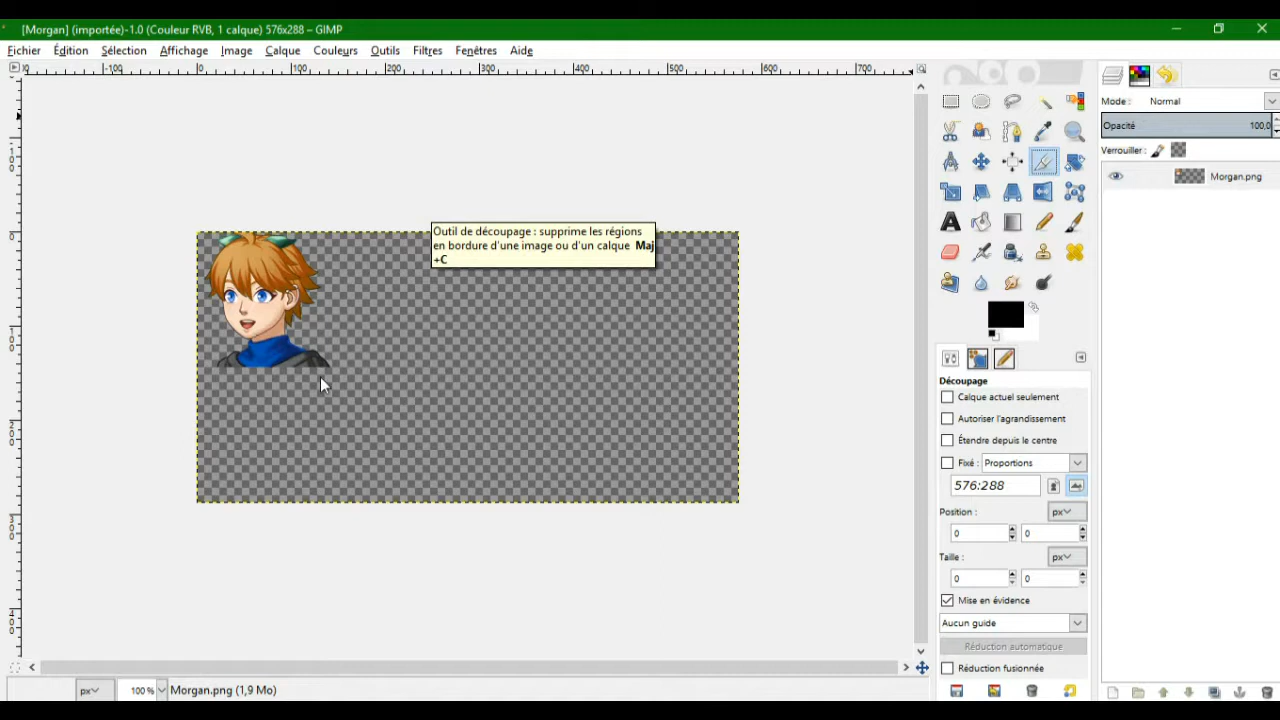 [Morgan] (importée)-1.0 (Couleur RVB, 1 calque) 576x288 – GIMP
Fichier Édition Sélection Affichage Image Calque Couleurs Outils Filtres Fenêtres Aide
-100 0 100 200 300 400 500 600 700
Mode : Normal
Opacité 100,0
Verrouiller :
Morgan.png
Outil de découpage : supprime les régions
en bordure d'une image ou d'un calque Maj
+C
Découpage
Calque actuel seulement
Autoriser l'agrandissement
Étendre depuis le centre
Fixé : Proportions
576:288
Position : px
0 0
Taille : px
0 0
Mise en évidence
Aucun guide
Réduction automatique
Réduction fusionnée
px 100 % Morgan.png (1,9 Mo)